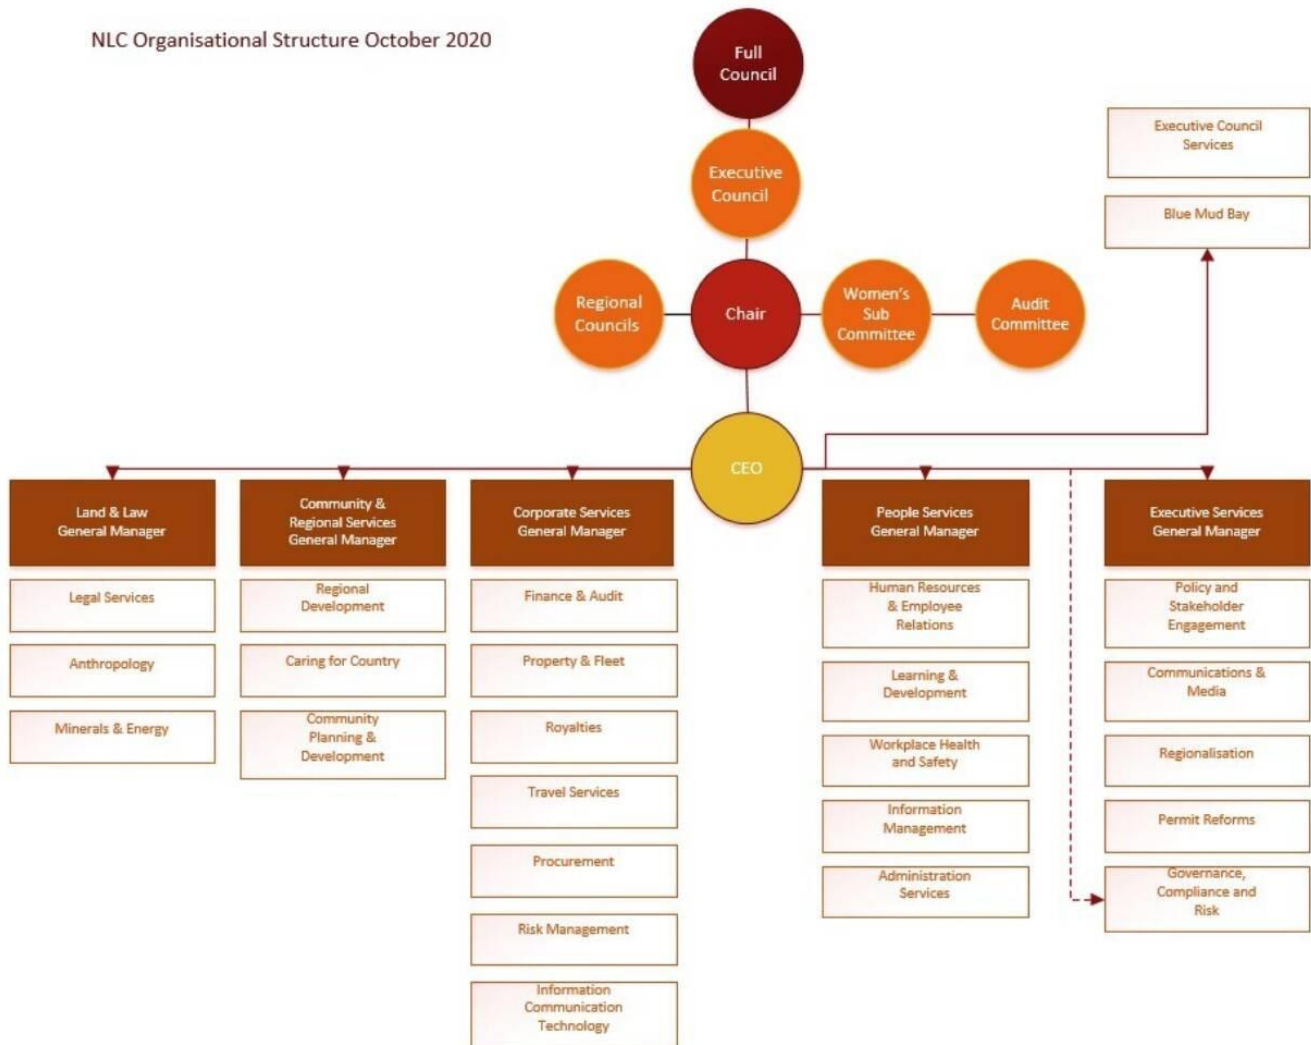 NLC Organisational Structure October 2020
Full
Council
Executive
Council
Executive Council
Services
Blue Mud Bay
Regional
Councils
Chair
Women's
Sub
Committee
Audit
Committee
CEO
Land & Law
General Manager
Legal Services
Anthropology
Minerals & Energy
Community &
Regional Services
General Manager
Regional
Development
Caring for Country
Community
Planning &
Development
Corporate Services
General Manager
Finance & Audit
Property & Fleet
Royalties
Travel Services
Procurement
Risk Management
Information
Communication
Technology
People Services
General Manager
Human Resources
& Employee
Relations
Learning &
Development
Workplace Health
and Safety
Information
Management
Administration
Services
Executive Services
General Manager
Policy and
Stakeholder
Engagement
Communications &
Media
Regionalisation
Permit Reforms
Governance,
Compliance and
Risk